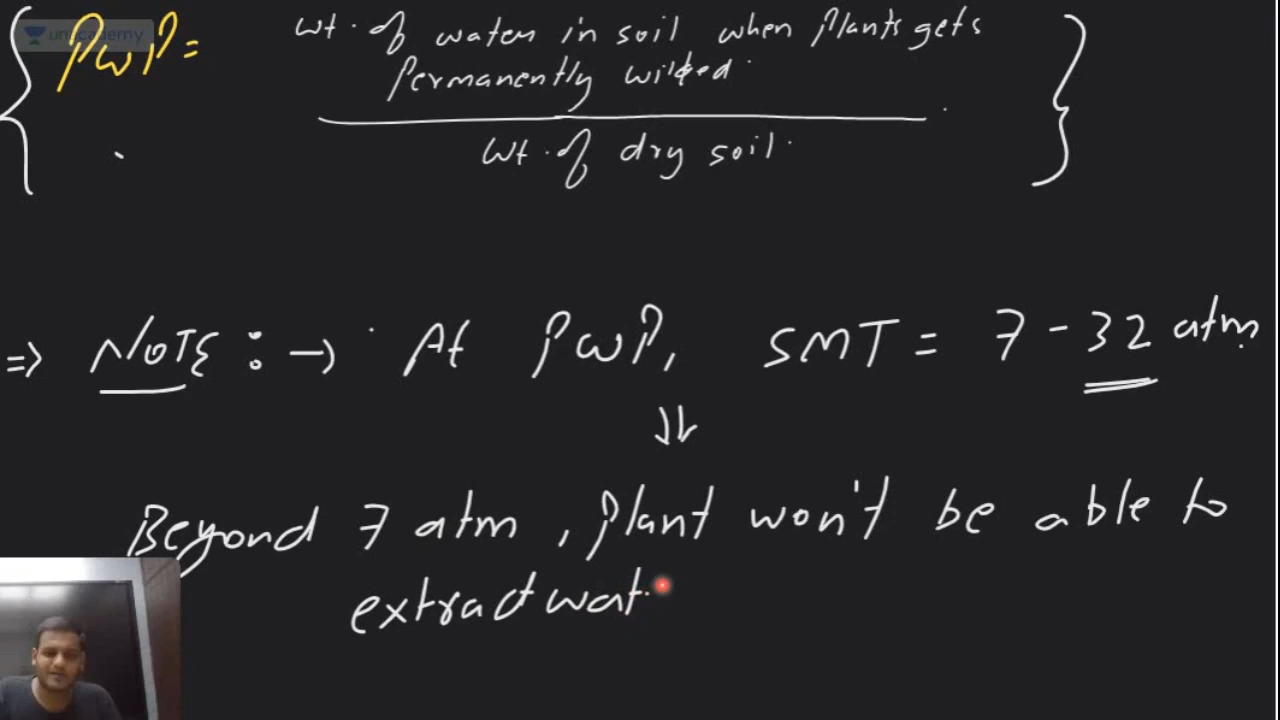 unacademy
PWP =
wt. of water in soil when Plants gets
Permanently wilted.
wt. of dry soil.
=> NOTE : → At PWP, SMT = 7 - 32 atm
Beyond 7 atm, Plant won't be able to
extract wat